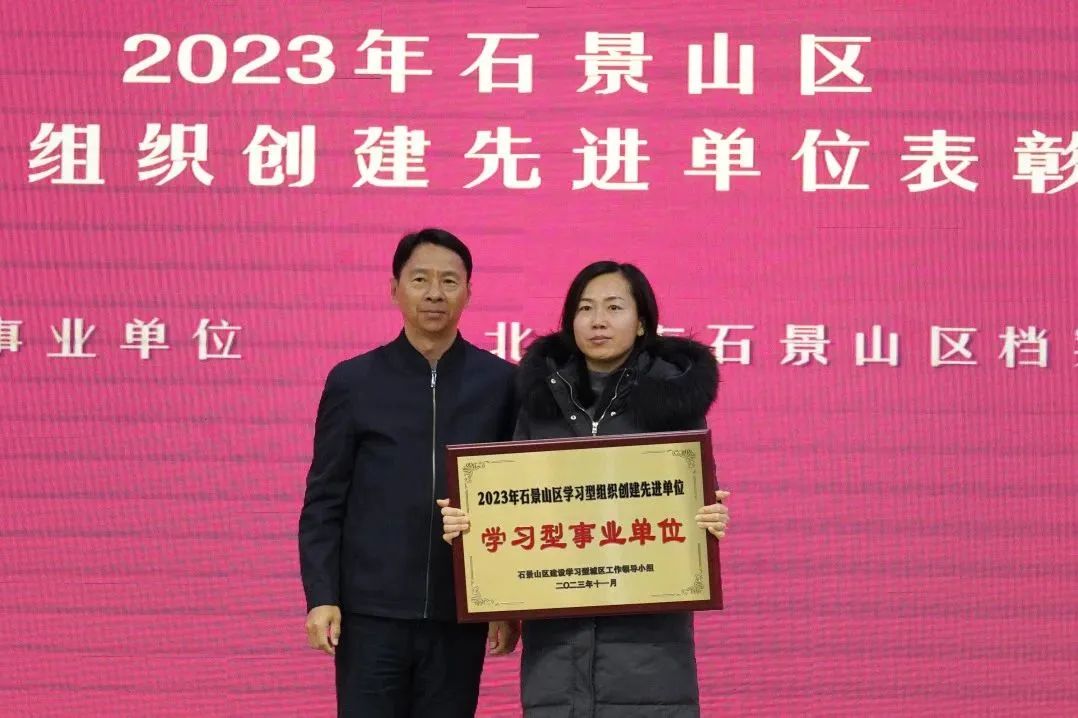 2023年石景山区
组织创建先进单位表彰
事业单位 北 石景山区档
2023年石景山区学习型组织创建先进单位
学习型事业单位
石景山区建设学习型城区工作领导小组
二〇二三年十一月